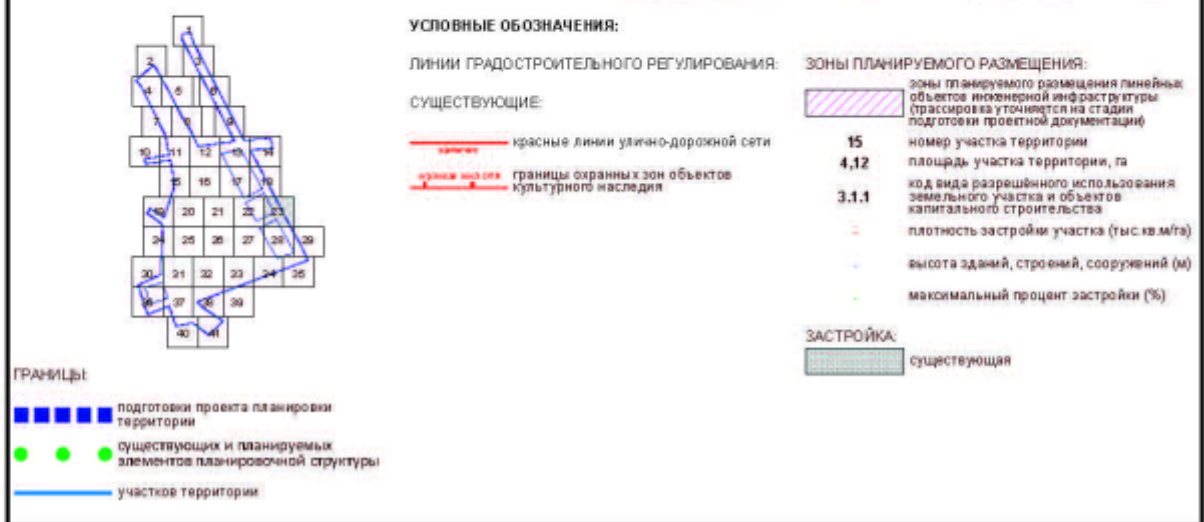 УСЛОВНЫЕ ОБОЗНАЧЕНИЯ:
ЛИНИИ ГРАДОСТРОИТЕЛЬНОГО РЕГУЛИРОВАНИЯ:
СУЩЕСТВУЮЩИЕ:
красные линии улично-дорожной сети
границы охранных зон объектов
культурного наследия
ЗОНЫ ПЛАНИРУЕМОГО РАЗМЕЩЕНИЯ:
зоны планируемого размещения линейных
объектов инженерной инфраструктуры
(трассировка уточняется на стадии
подготовки проектной документации)
15 номер участка территории
4,12 площадь участка территории, га
3.1.1 код вида разрешённого использования
земельного участка и объектов
капитального строительства
плотность застройки участка (тыс.кв.м/га)
высота зданий, строений, сооружений (м)
максимальный процент застройки (%)
ЗАСТРОЙКА:
существующая
1
2 3
4 5 6
7 8 9
10 11 12 13 14
15 16 17 18
19 20 21 22 23
24 25 26 27 28 29
30 31 32 33 34 35
36 37 38 39
40 41
ГРАНИЦЫ:
подготовки проекта планировки
территории
существующих и планируемых
элементов планировочной структуры
участков территории